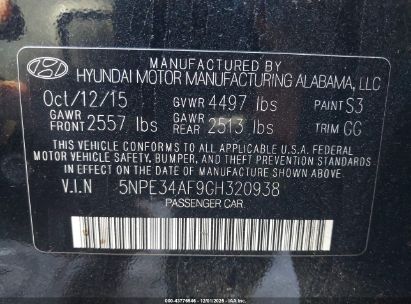 MANUFACTURED BY
HYUNDAI MOTOR MANUFACTURING ALABAMA, LLC
Oct/12/15 GVWR 4497 lbs PAINT S3
GAWR FRONT 2557 lbs GAWR REAR 2513 lbs TRIM CC
THIS VEHICLE CONFORMS TO ALL APPLICABLE U.S.A. FEDERAL
MOTOR VEHICLE SAFETY, BUMPER, AND THEFT PREVENTION STANDARDS
IN EFFECT ON THE DATE OF MANUFACTURE SHOWN ABOVE.
V.I.N 5NPE34AF9GH320938
PASSENGER CAR